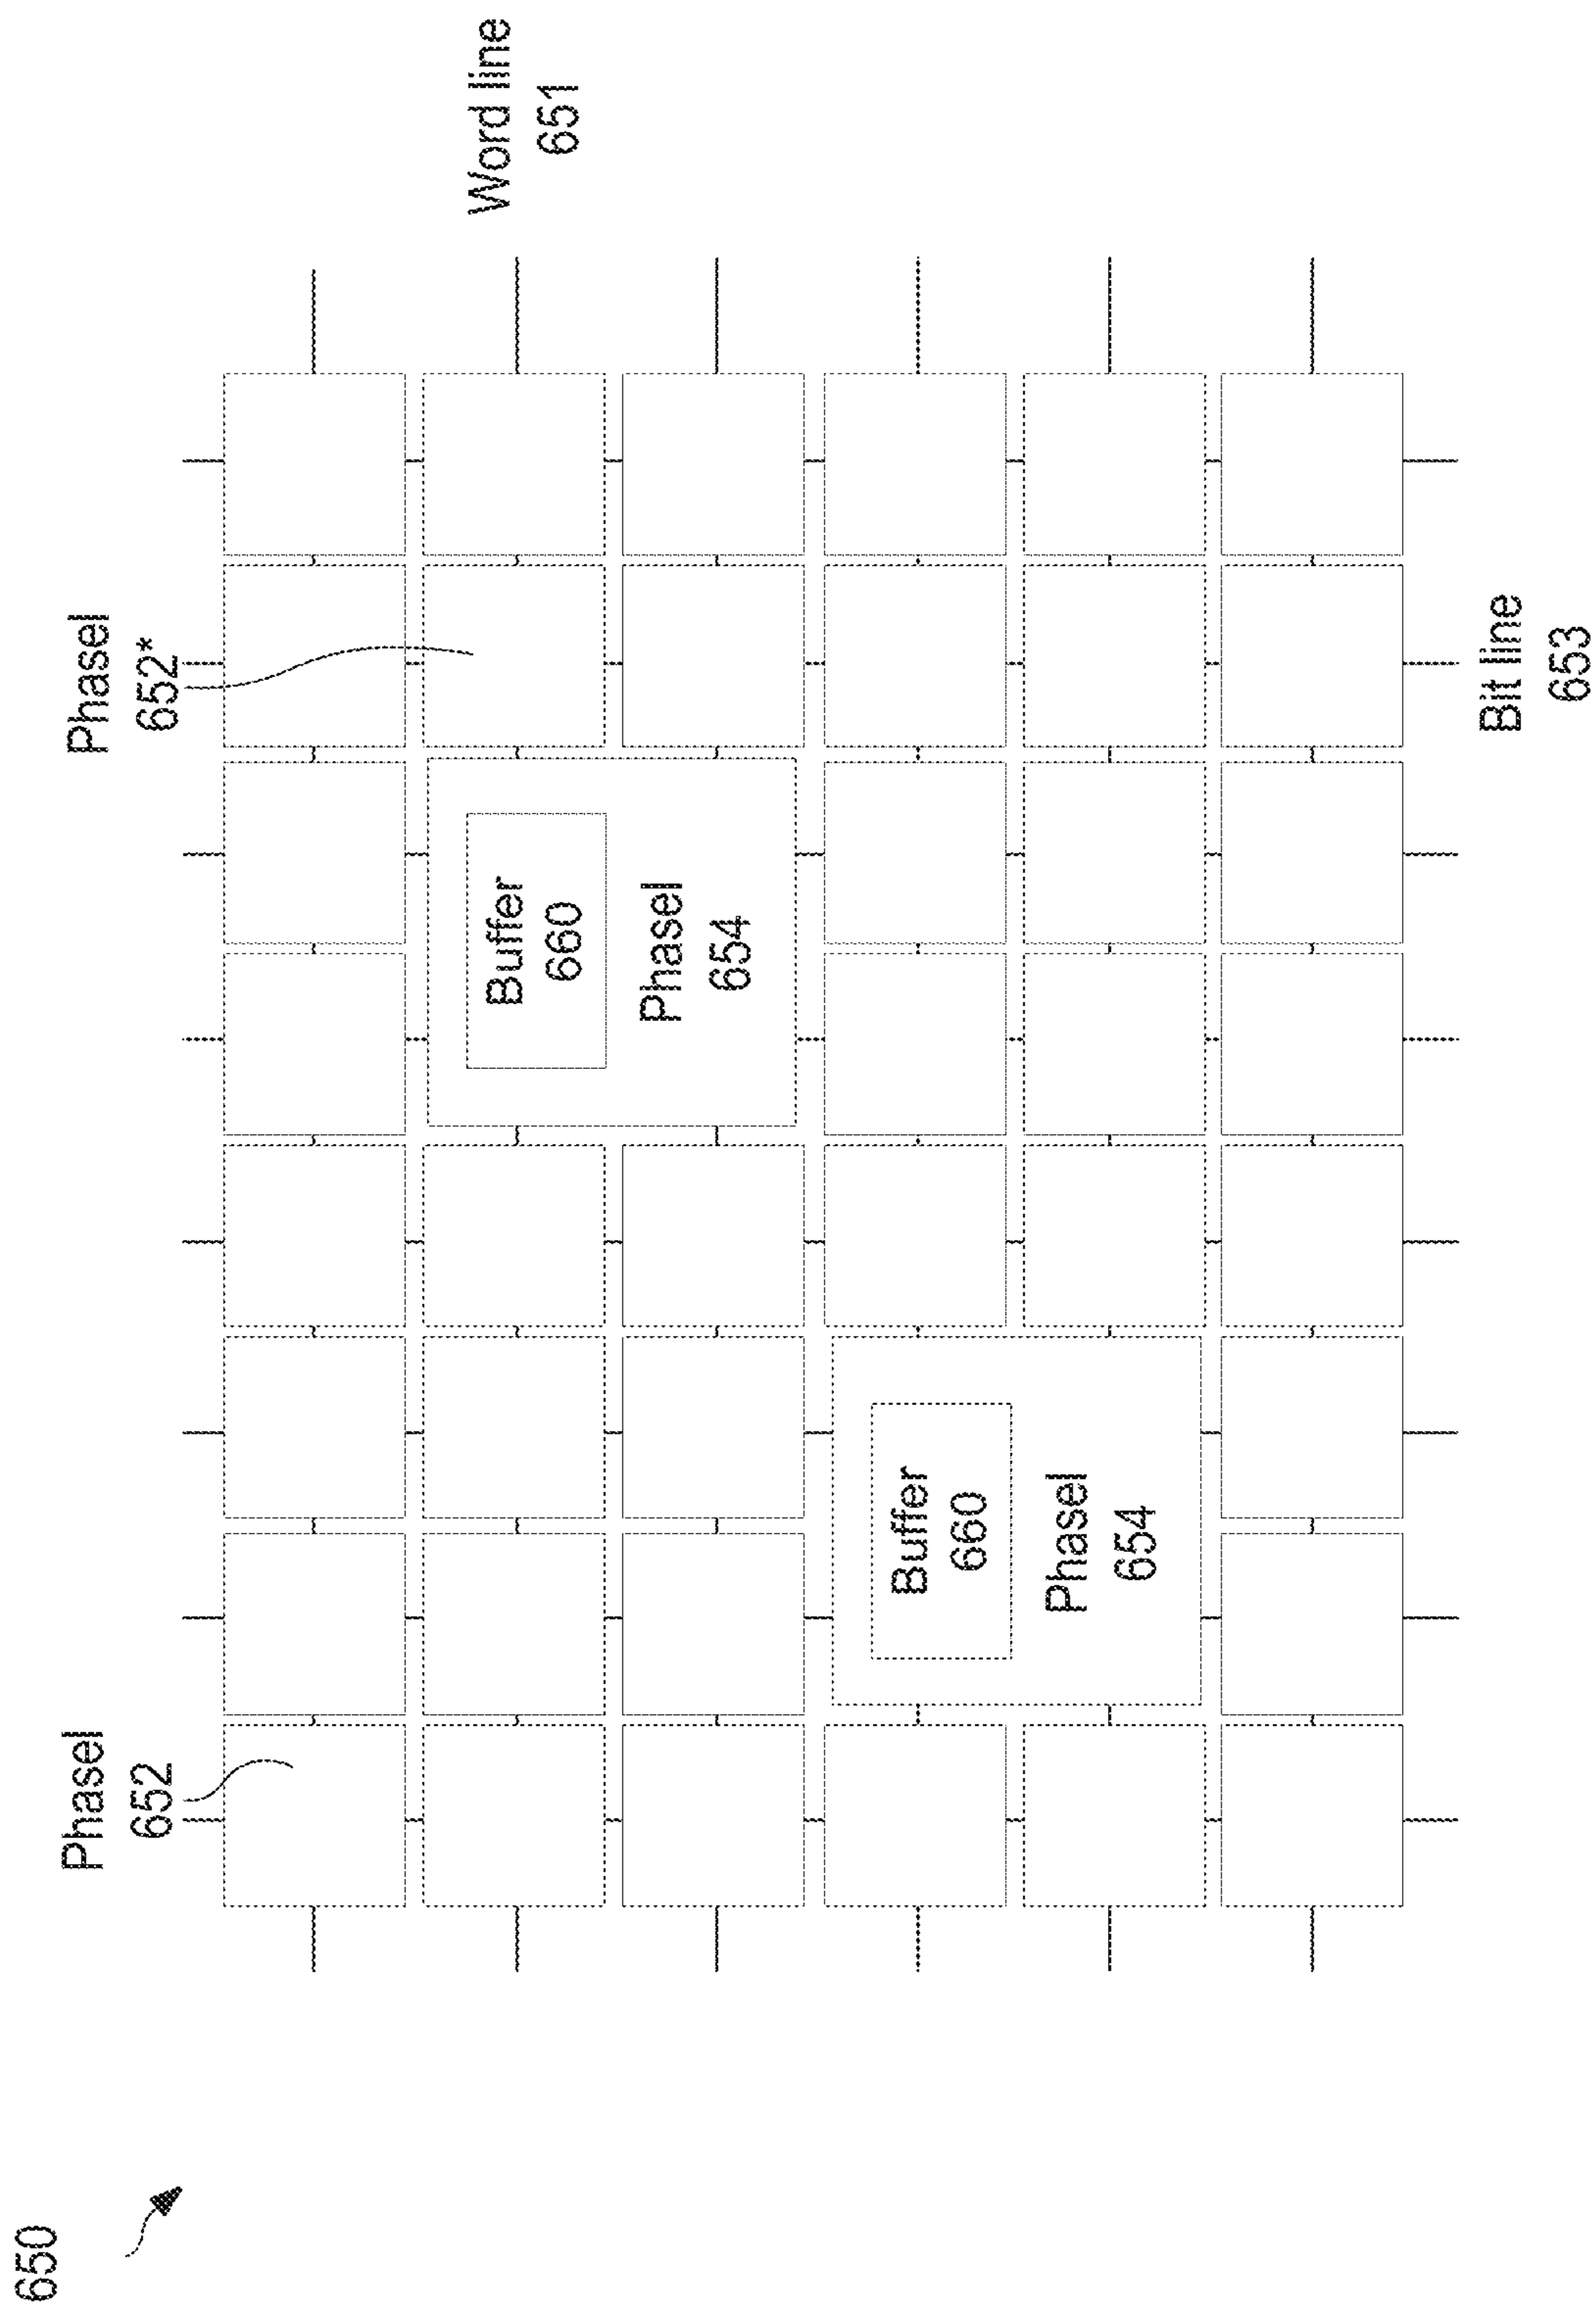 650
Phasel
652
Phasel
652*
Word line
651
Buffer
660
Phasel
654
Buffer
660
Phasel
654
Bit line
653